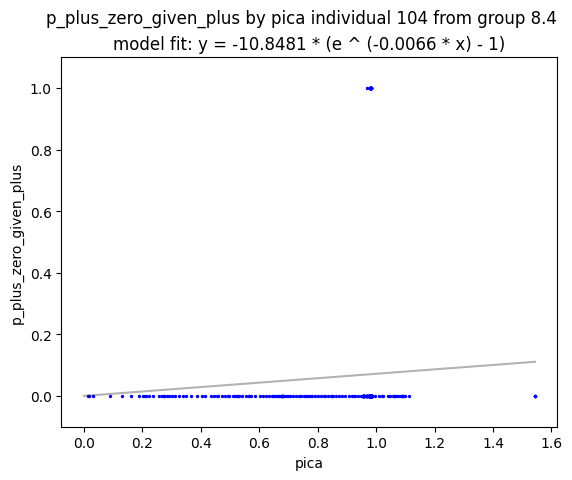 p_plus_zero_given_plus by pica individual 104 from group 8.4
model fit: y = -10.8481 * (e ^ (-0.0066 * x) - 1)
1.0
0.8
0.6
0.4
0.2
0.0
p_plus_zero_given_plus
0.0 0.2 0.4 0.6 0.8 1.0 1.2 1.4 1.6
pica